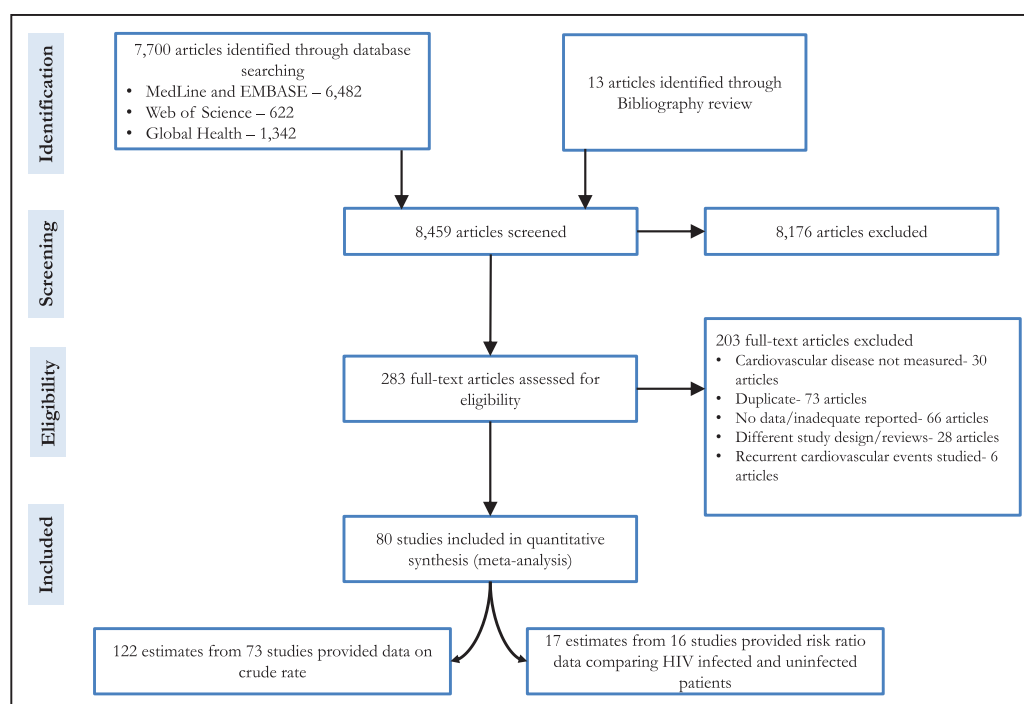 Identification
7,700 articles identified through database
searching
• MedLine and EMBASE – 6,482
• Web of Science – 622
• Global Health – 1,342
13 articles identified through
Bibliography review
Screening
8,459 articles screened
8,176 articles excluded
Eligibility
283 full-text articles assessed for
eligibility
203 full-text articles excluded
• Cardiovascular disease not measured- 30
articles
• Duplicate- 73 articles
• No data/inadequate reported- 66 articles
• Different study design/reviews- 28 articles
• Recurrent cardiovascular events studied- 6
articles
Included
80 studies included in quantitative
synthesis (meta-analysis)
122 estimates from 73 studies provided data on
crude rate
17 estimates from 16 studies provided risk ratio
data comparing HIV infected and uninfected
patients